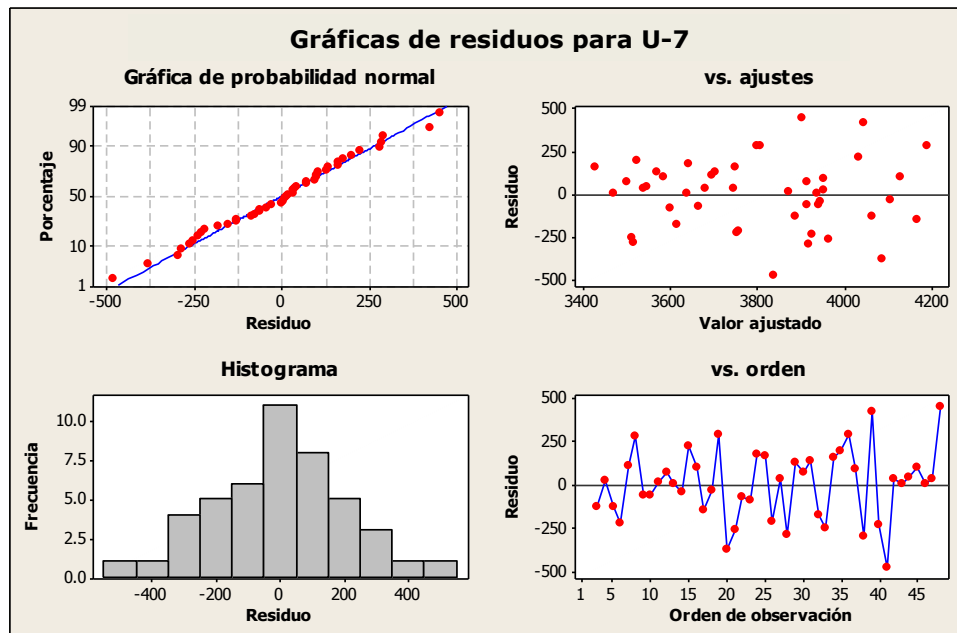 Gráficas de residuos para U-7
Gráfica de probabilidad normal
Porcentaje
99
90
50
10
1
-500 -250 0 250 500
Residuo
vs. ajustes
Residuo
500
250
0
-250
-500
3400 3600 3800 4000 4200
Valor ajustado
Histograma
Frecuencia
10.0
7.5
5.0
2.5
0.0
-400 -200 0 200 400
Residuo
vs. orden
Residuo
500
250
0
-250
-500
1 5 10 15 20 25 30 35 40 45
Orden de observación